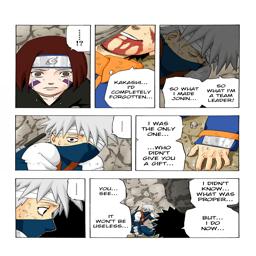 ......
!?
KAKASHI...
I'D
COMPLETELY
FORGOTTEN...
SO WHAT
I MADE
JONIN...
SO WHAT
I'M A
TEAM
LEADER!
......
I WAS
THE ONLY
ONE...
...WHO
DIDN'T
GIVE YOU
A GIFT...
......
YOU...
SEE...
IT
WON'T BE
USELESS...
I DIDN'T
KNOW...
WHAT WAS
PROPER...
BUT...
I DO
NOW...